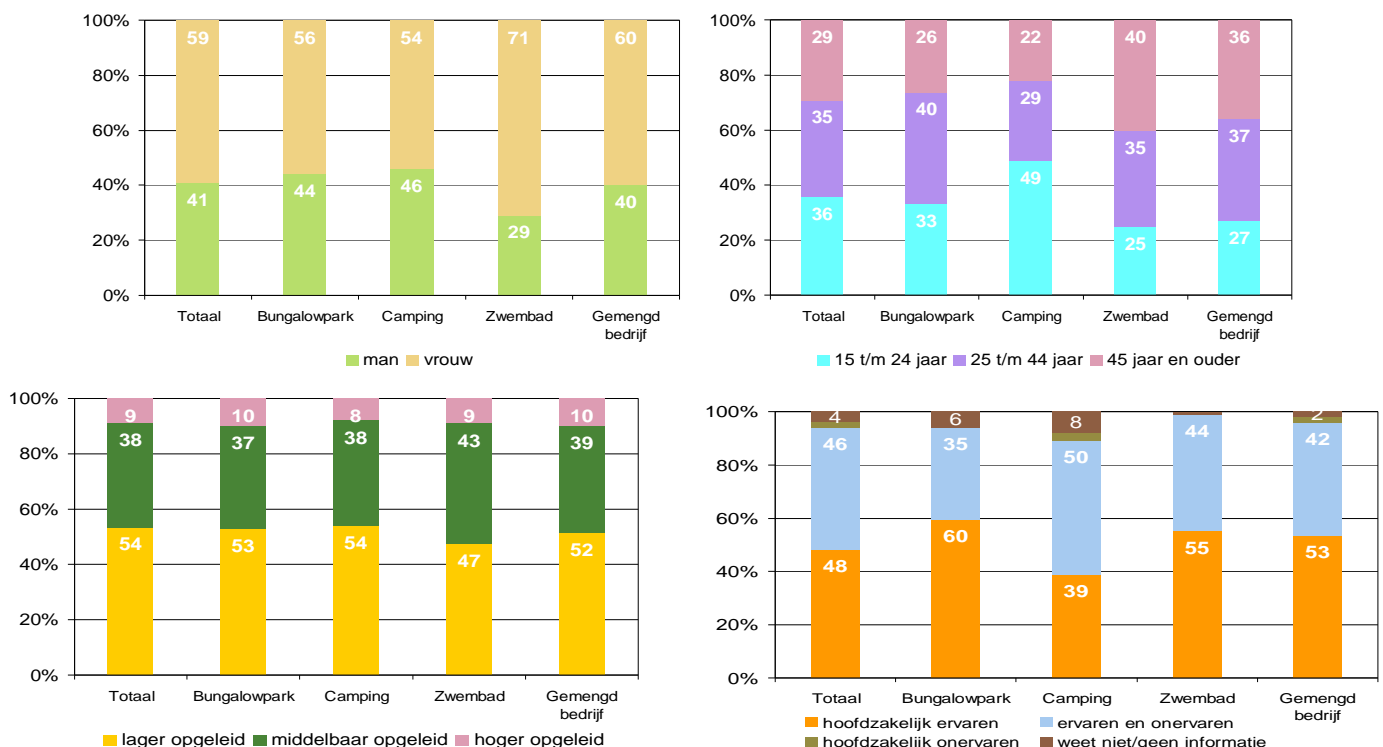 100%
80%
60%
40%
20%
0%
59 56 54 71 60
41 44 46 29 40
Totaal Bungalowpark Camping Zwembad Gemengd
bedrijf
man vrouw
100%
80%
60%
40%
20%
0%
29 26 22 40 36
35 40 29 35 37
36 33 49 25 27
Totaal Bungalowpark Camping Zwembad Gemengd
bedrijf
15 t/m 24 jaar 25 t/m 44 jaar 45 jaar en ouder
100%
80%
60%
40%
20%
0%
9 10 8 9 10
38 37 38 43 39
54 53 54 47 52
Totaal Bungalowpark Camping Zwembad Gemengd
bedrijf
lager opgeleid middelbaar opgeleid hoger opgeleid
100%
80%
60%
40%
20%
0%
4 6 8 2
46 35 50 44 42
48 60 39 55 53
Totaal Bungalowpark Camping Zwembad Gemengd
bedrijf
hoofdzakelijk ervaren ervaren en onervaren
hoofdzakelijk onervaren weet niet/geen informatie